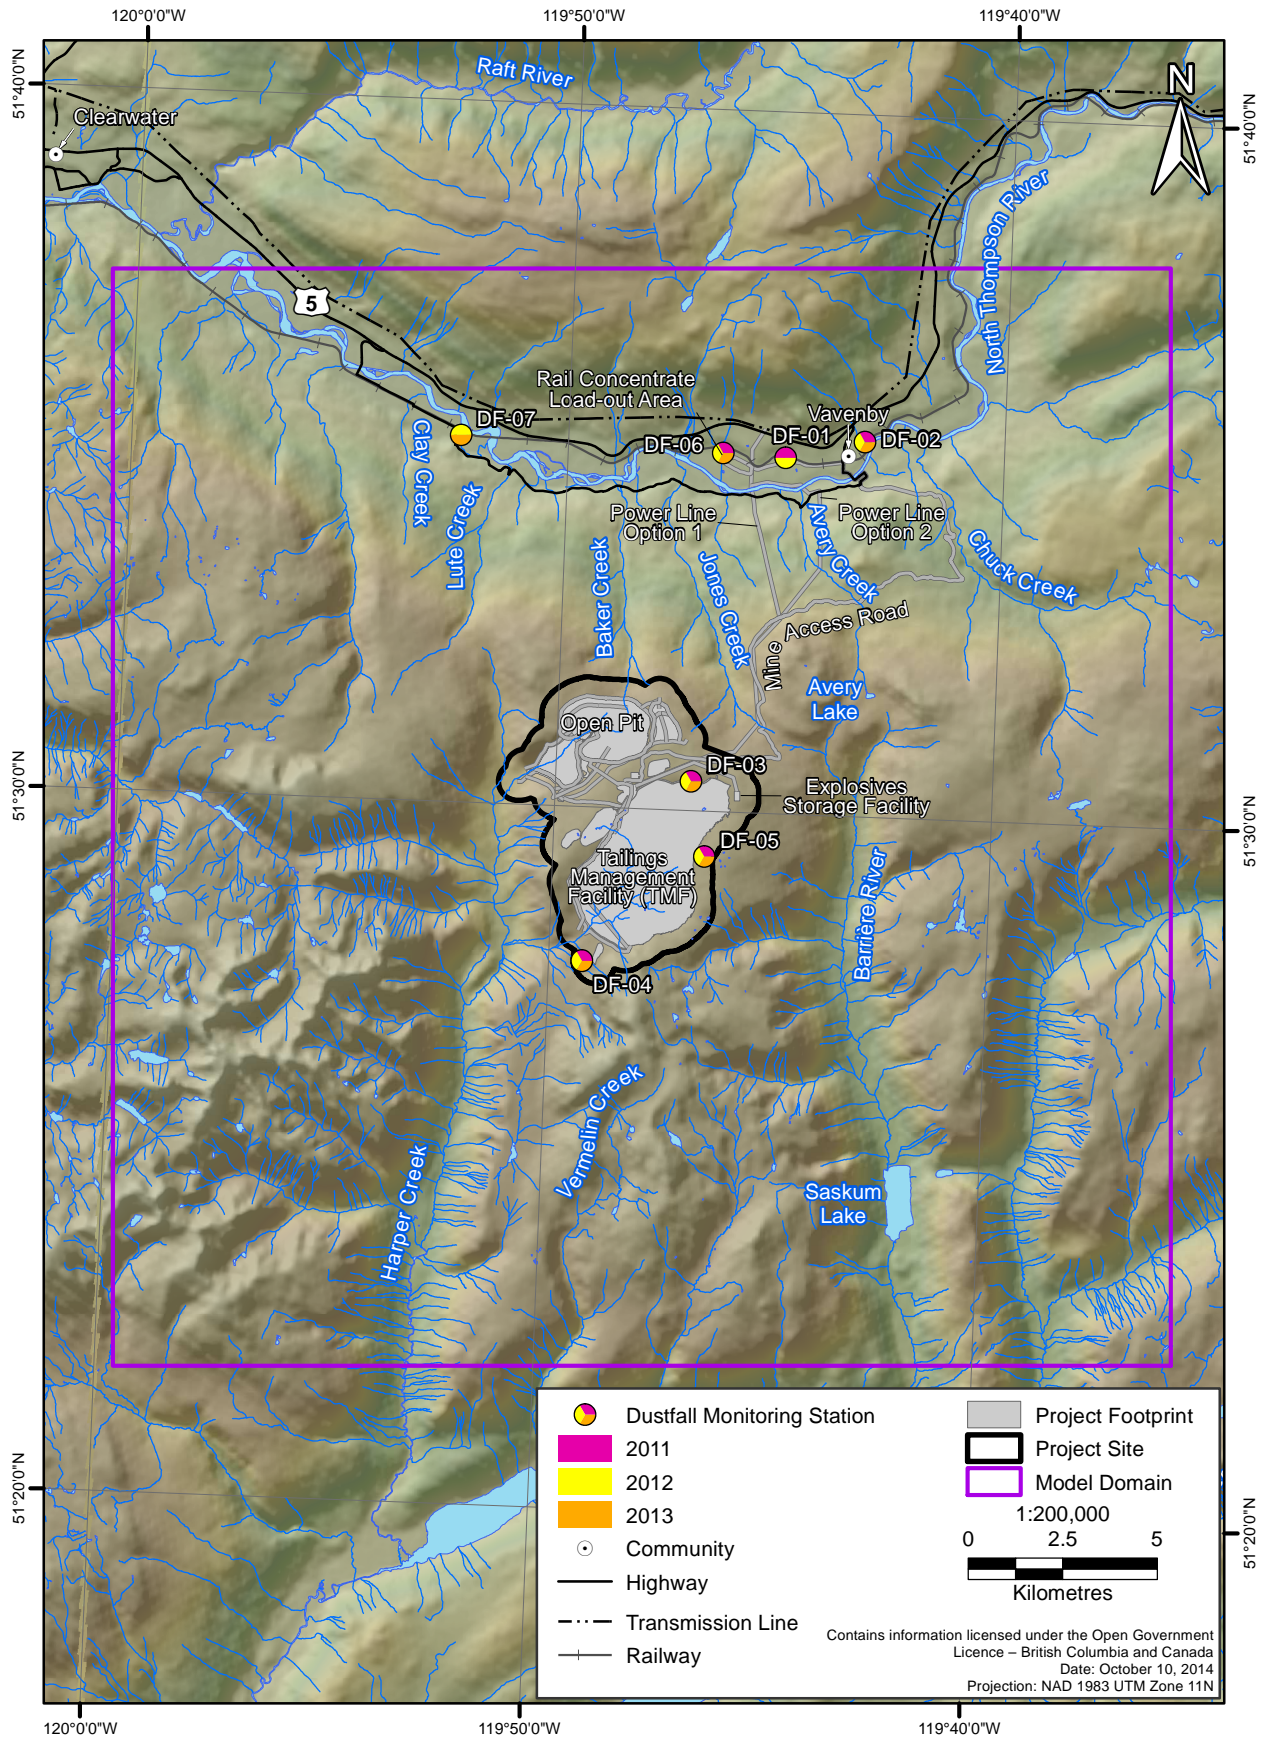 120°0'0"W
119°50'0"W
119°40'0"W
51°40'0"N
51°40'0"N
Raft River
N
Clearwater
North Thompson River
5
Rail Concentrate
Load-out Area
DF-07
Vavenby
DF-06
DF-01
DF-02
Clay Creek
Lute Creek
Power Line
Option 1
Avery Creek
Power Line
Option 2
Chuck Creek
Baker Creek
Jones Creek
Mine Access Road
Avery
Lake
Open Pit
51°30'0"N
51°30'0"N
DF-03
Explosives
Storage Facility
DF-05
Tailings
Management
Facility (TMF)
Barrière River
DF-04
Vermelin Creek
Harper Creek
Saskum
Lake
51°20'0"N
51°20'0"N
Dustfall Monitoring Station
2011
2012
2013
Community
Highway
Transmission Line
Railway
Project Footprint
Project Site
Model Domain
1:200,000
0 2.5 5
Kilometres
Contains information licensed under the Open Government
Licence – British Columbia and Canada
Date: October 10, 2014
Projection: NAD 1983 UTM Zone 11N
120°0'0"W
119°50'0"W
119°40'0"W